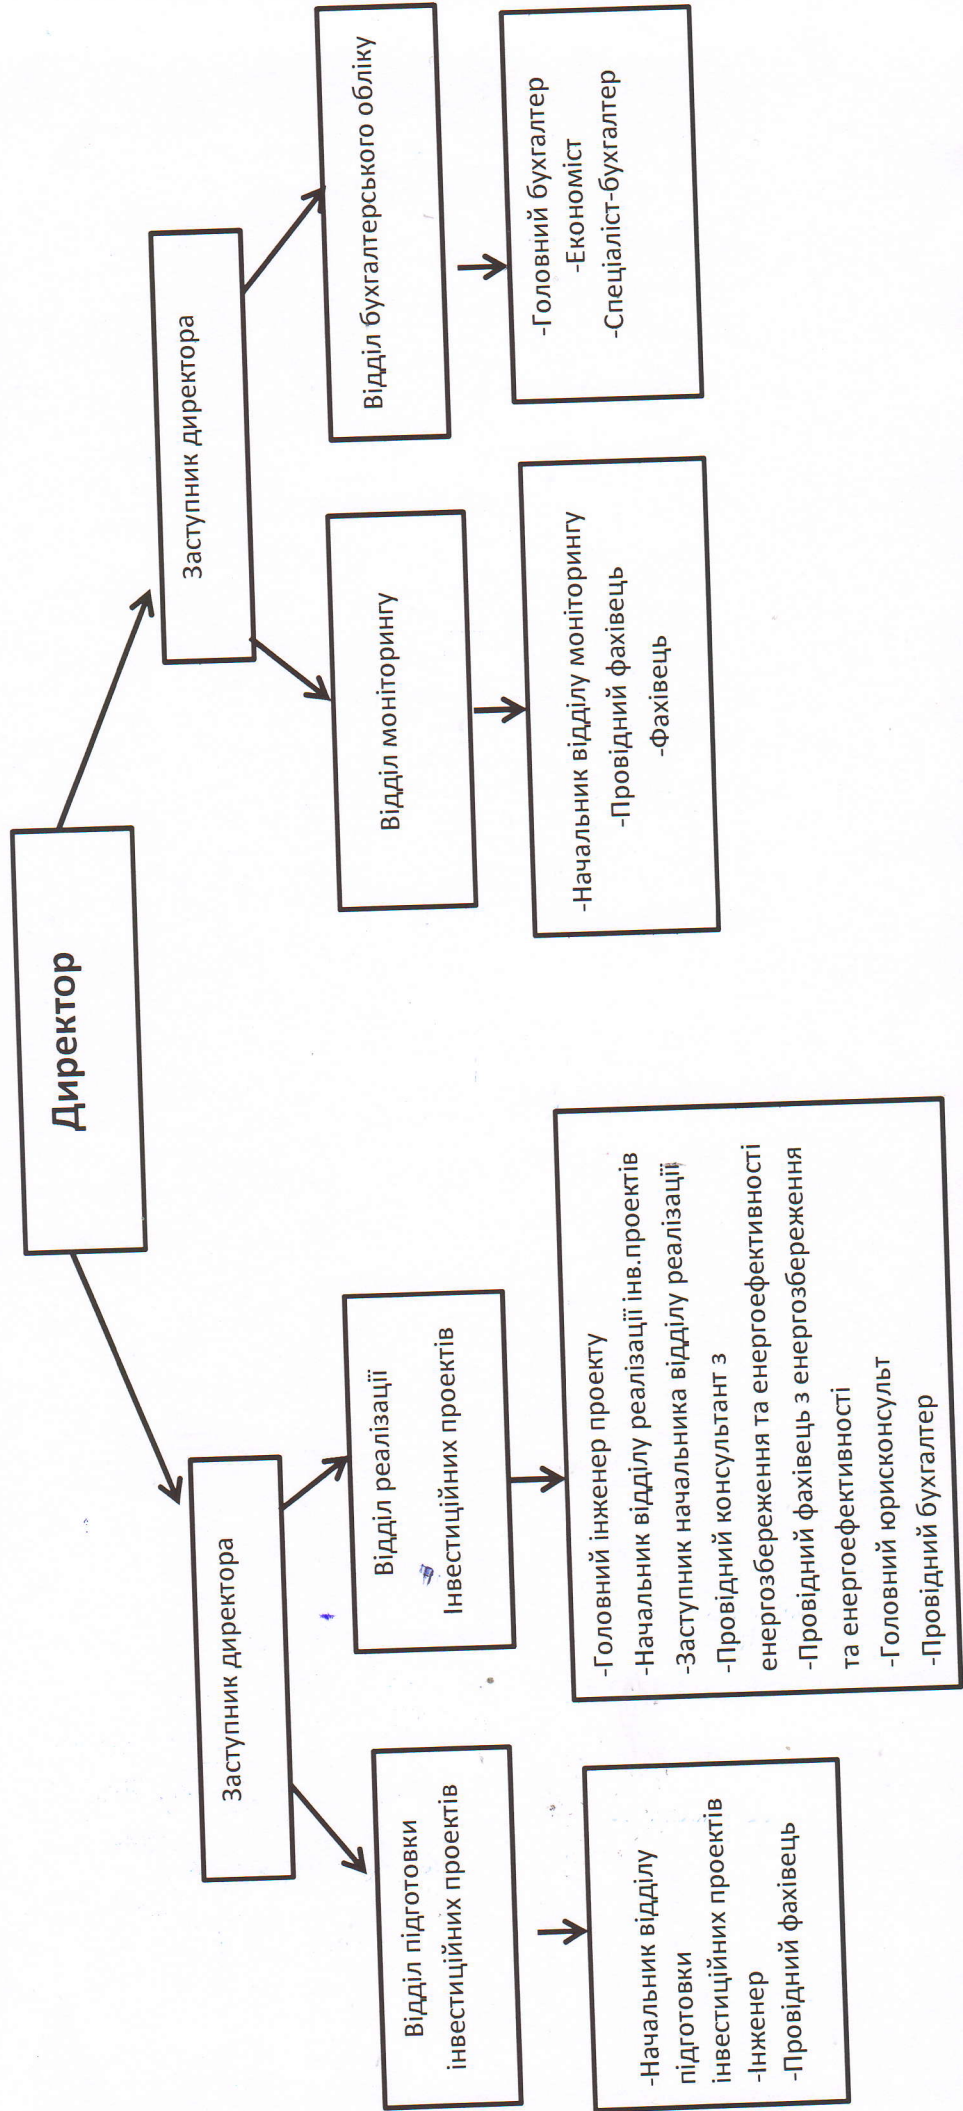 Директор
Заступник директора
Заступник директора
Відділ підготовки
інвестиційних проектів
Відділ реалізації
Інвестиційних проектів
Відділ моніторингу
Відділ бухгалтерського обліку
-Начальник відділу
підготовки
інвестиційних проектів
-Інженер
-Провідний фахівець
-Головний інженер проекту
-Начальник відділу реалізації інв.проектів
-Заступник начальника відділу реалізації
-Провідний консультант з
енергозбереження та енергоефективності
-Провідний фахівець з енергозбереження
та енергоефективності
-Головний юрисконсульт
-Провідний бухгалтер
-Начальник відділу моніторингу
-Провідний фахівець
-Фахівець
-Головний бухгалтер
-Економіст
-Спеціаліст-бухгалтер